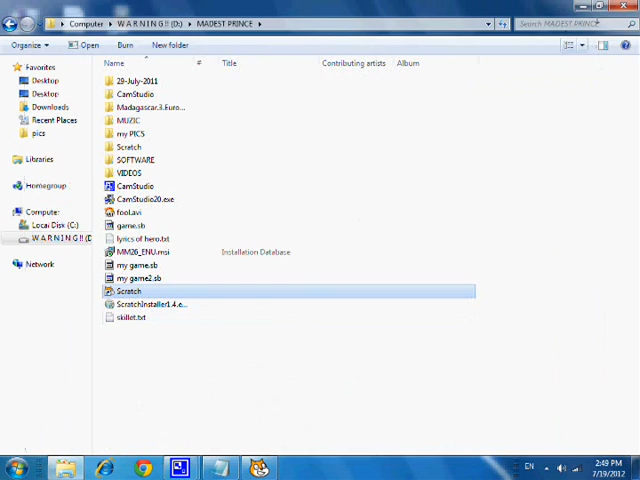 Computer ▸ W A R N I N G !! (D:) ▸ MADEST PRINCE ▸
Search MADEST PRINCE
Organize Open Burn New folder
Name # Title Contributing artists Album
Favorites
Desktop
Desktop
Downloads
Recent Places
pics
Libraries
Homegroup
Computer
Local Disk (C:)
W A R N I N G !! (D
Network
29-July-2011
CamStudio
Madagascar.3.Euro...
MUZIC
my PICS
Scratch
SOFTWARE
VIDEOS
CamStudio
CamStudio20.exe
fool.avi
game.sb
lyrics of hero.txt
MM26_ENU.msi Installation Database
my game.sb
my game2.sb
Scratch
ScratchInstaller1.4.e...
skillet.txt
EN
2:49 PM
7/19/2012